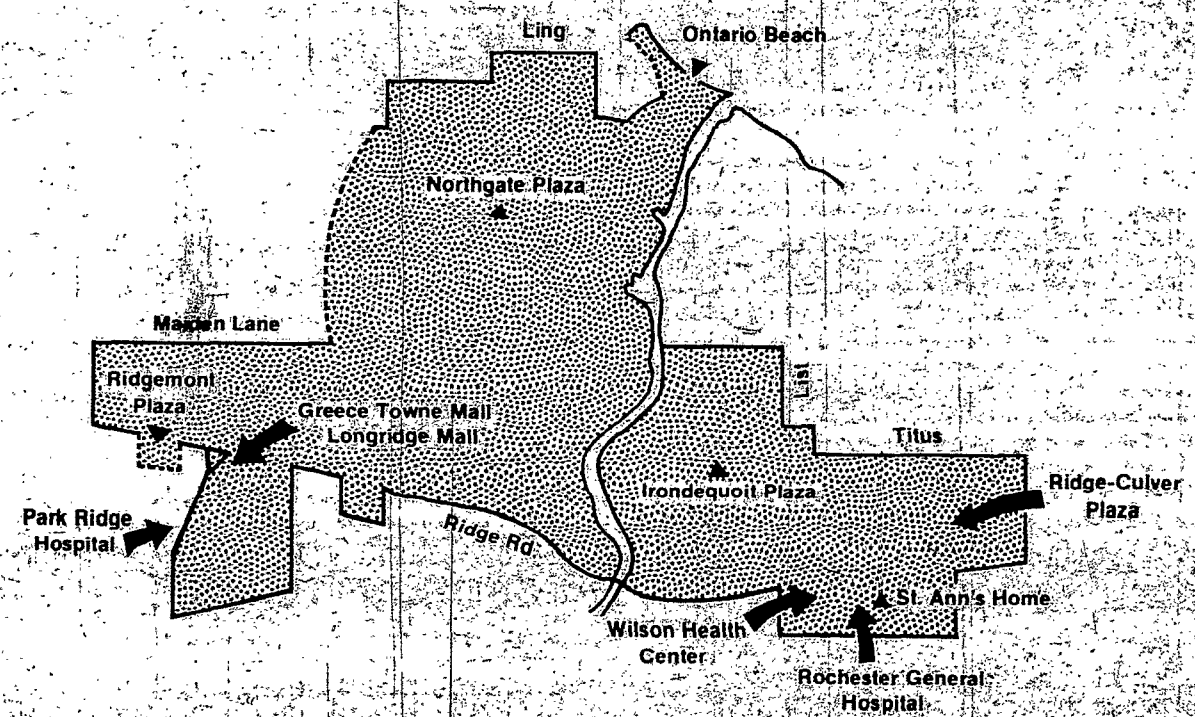 Ling
Ontario Beach
Northgate Plaza
Maiden Lane
Ridgemont
Plaza
Greece Towne Mall
Longridge Mall
List
Titus
Irondequoit Plaza
Ridge-Culver
Plaza
Park Ridge
Hospital
Ridge Rd.
St. Ann's Home
Wilson Health
Center
Rochester General
Hospital